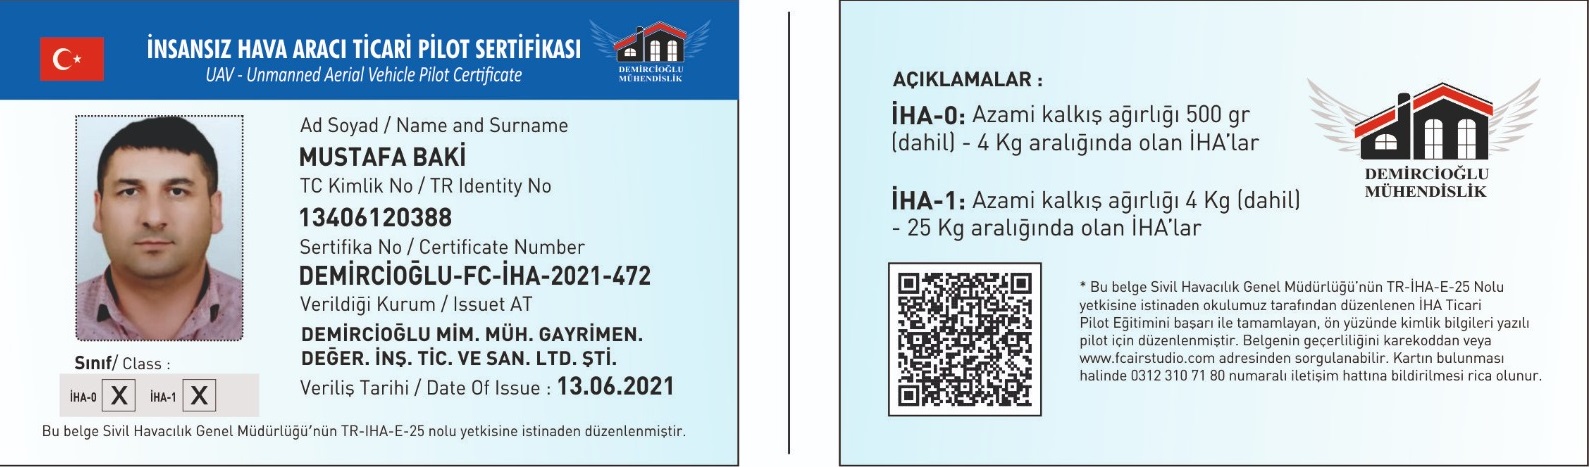 İNSANSIZ HAVA ARACI TİCARİ PİLOT SERTİFİKASI
UAV - Unmanned Aerial Vehicle Pilot Certificate
DEMİRCİOĞLU
MÜHENDİSLİK
Ad Soyad / Name and Surname
MUSTAFA BAKİ
TC Kimlik No / TR Identity No
13406120388
Sertifika No / Certificate Number
DEMİRCİOĞLU-FC-İHA-2021-472
Verildiği Kurum / Issuet AT
DEMİRCİOĞLU MİM. MÜH. GAYRİMEN.
DEĞER. İNŞ. TİC. VE SAN. LTD. ŞTİ.
Veriliş Tarihi / Date Of Issue : 13.06.2021
Sınıf/ Class :
İHA-0 X İHA-1 X
Bu belge Sivil Havacılık Genel Müdürlüğü'nün TR-IHA-E-25 nolu yetkisine istinaden düzenlenmiştir.
AÇIKLAMALAR :
İHA-0: Azami kalkış ağırlığı 500 gr
(dahil) - 4 Kg aralığında olan İHA'lar
İHA-1: Azami kalkış ağırlığı 4 Kg (dahil)
- 25 Kg aralığında olan İHA'lar
DEMİRCİOĞLU
MÜHENDİSLİK
* Bu belge Sivil Havacılık Genel Müdürlüğü'nün TR-İHA-E-25 Nolu
yetkisine istinaden okulumuz tarafından düzenlenen İHA Ticari
Pilot Eğitimini başarı ile tamamlayan, ön yüzünde kimlik bilgileri yazılı
pilot için düzenlenmiştir. Belgenin geçerliliğini karekoddan veya
www.fcairstudio.com adresinden sorgulanabilir. Kartın bulunması
halinde 0312 310 71 80 numaralı iletişim hattına bildirilmesi rica olunur.